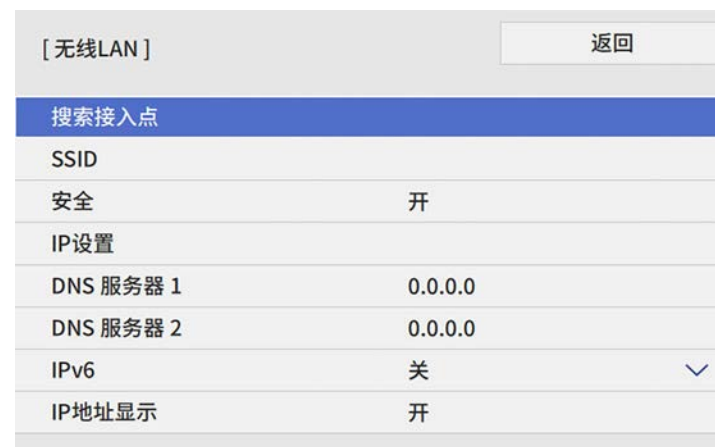 [ 无线LAN ]
返回
搜索接入点
SSID
安全 开
IP设置
DNS 服务器 1 0.0.0.0
DNS 服务器 2 0.0.0.0
IPv6 关
IP地址显示 开